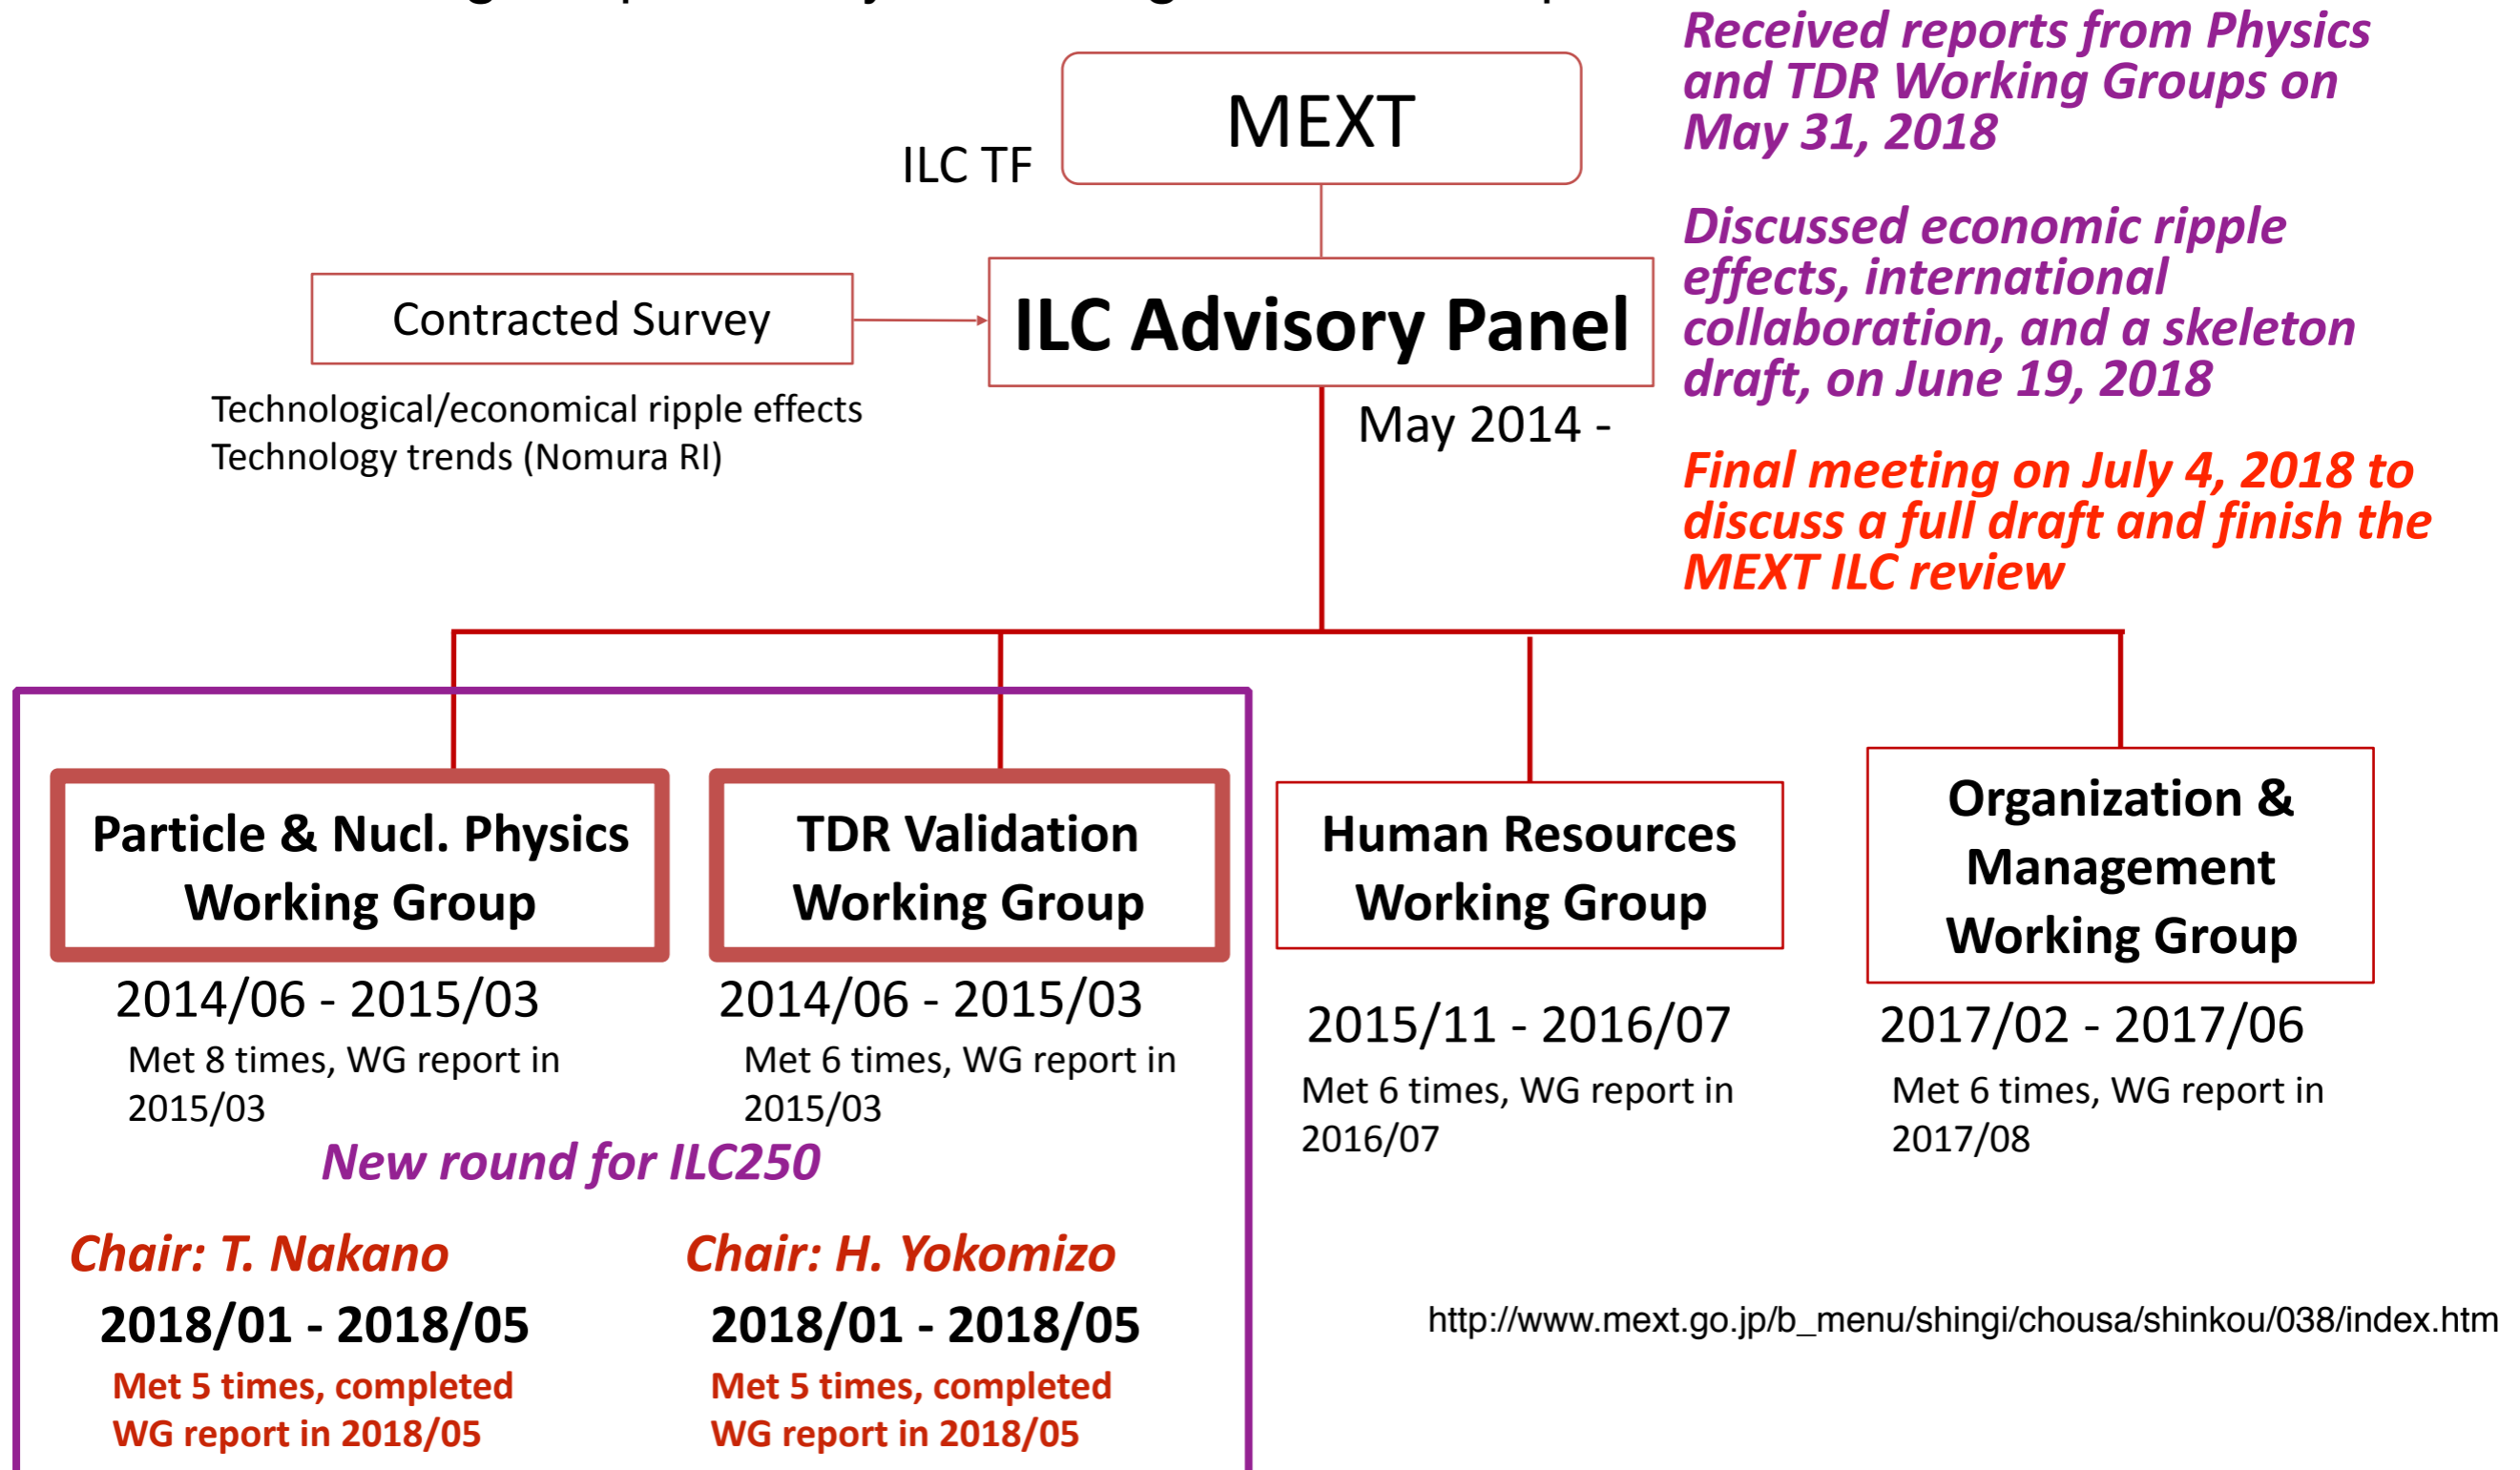 MEXT
ILC TF
Received reports from Physics
and TDR Working Groups on
May 31, 2018
Discussed economic ripple
effects, international
collaboration, and a skeleton
draft, on June 19, 2018
Final meeting on July 4, 2018 to
discuss a full draft and finish the
MEXT ILC review
Contracted Survey
ILC Advisory Panel
Technological/economical ripple effects
Technology trends (Nomura RI)
May 2014 -
Particle & Nucl. Physics
Working Group
2014/06 - 2015/03
Met 8 times, WG report in
2015/03
TDR Validation
Working Group
2014/06 - 2015/03
Met 6 times, WG report in
2015/03
Human Resources
Working Group
2015/11 - 2016/07
Met 6 times, WG report in
2016/07
Organization &
Management
Working Group
2017/02 - 2017/06
Met 6 times, WG report in
2017/08
New round for ILC250
Chair: T. Nakano
2018/01 - 2018/05
Met 5 times, completed
WG report in 2018/05
Chair: H. Yokomizo
2018/01 - 2018/05
Met 5 times, completed
WG report in 2018/05
http://www.mext.go.jp/b_menu/shingi/chousa/shinkou/038/index.htm